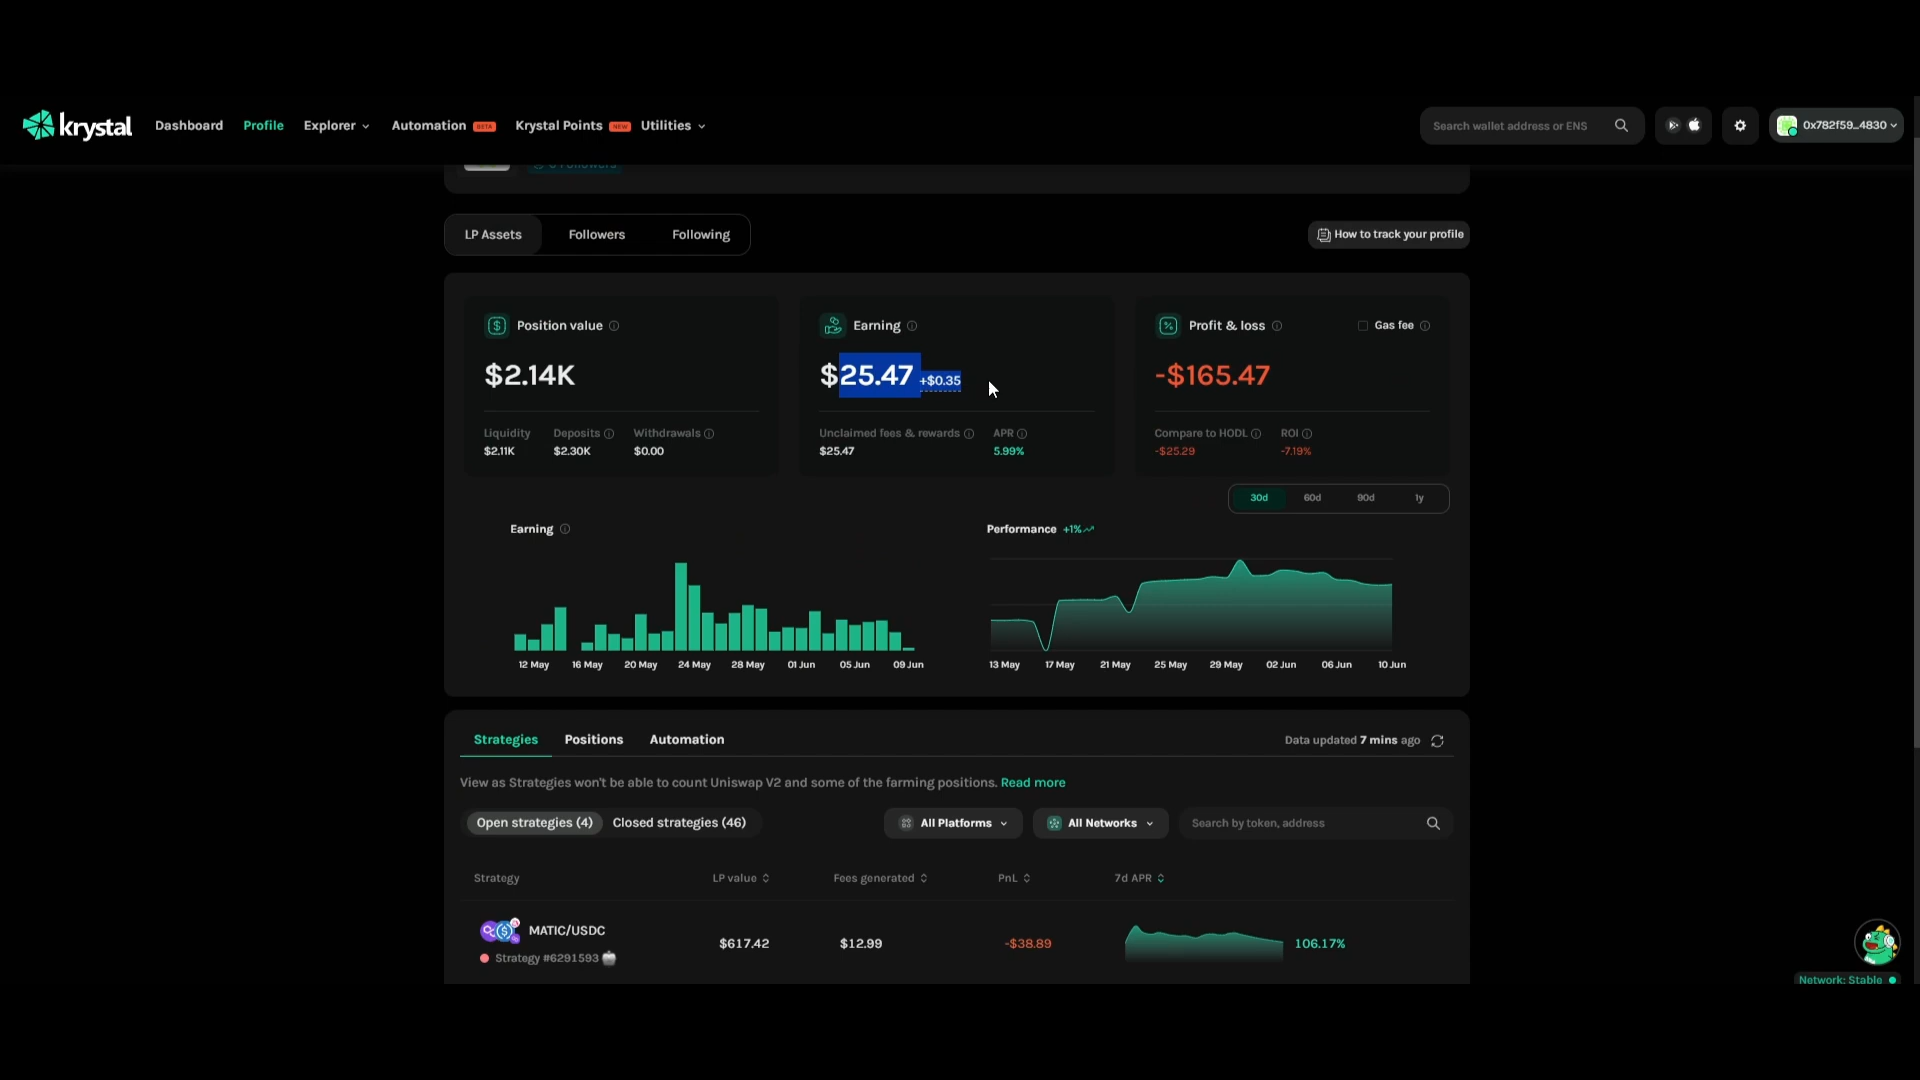 krystal Dashboard Profile Explorer Automation BETA Krystal Points NEW Utilities Search wallet address or ENS 0x782f59...4830
LP Assets Followers Following How to track your profile
Position value Earning Profit & loss Gas fee
$2.14K $25.47 +$0.35 -$165.47
Liquidity Deposits Withdrawals Unclaimed fees & rewards APR Compare to HODL ROI
$2.11K $2.30K $0.00 $25.47 5.99% -$25.29 -7.19%
30d 60d 90d 1y
Earning Performance +1%
12 May 16 May 20 May 24 May 28 May 01 Jun 05 Jun 09 Jun 13 May 17 May 21 May 25 May 29 May 02 Jun 06 Jun 10 Jun
Strategies Positions Automation Data updated 7 mins ago
View as Strategies won't be able to count Uniswap V2 and some of the farming positions. Read more
Open strategies (4) Closed strategies (46) All Platforms All Networks Search by token, address
Strategy LP value Fees generated PnL 7d APR
MATIC/USDC $617.42 $12.99 -$38.89 106.17%
Strategy #6291593
Network: Stable